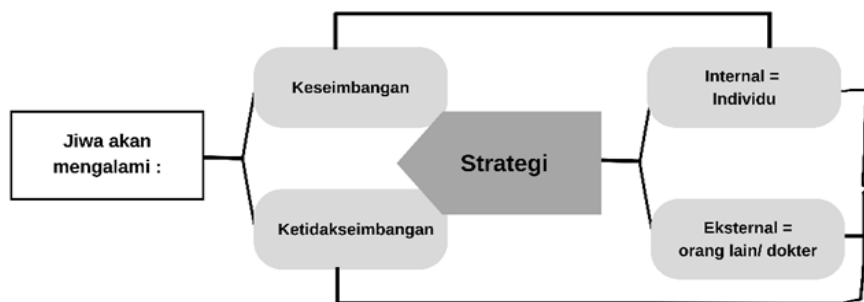 Jiwa akan
mengalami :
Keseimbangan
Ketidakseimbangan
Strategi
Internal =
Individu
Eksternal =
orang lain/ dokter